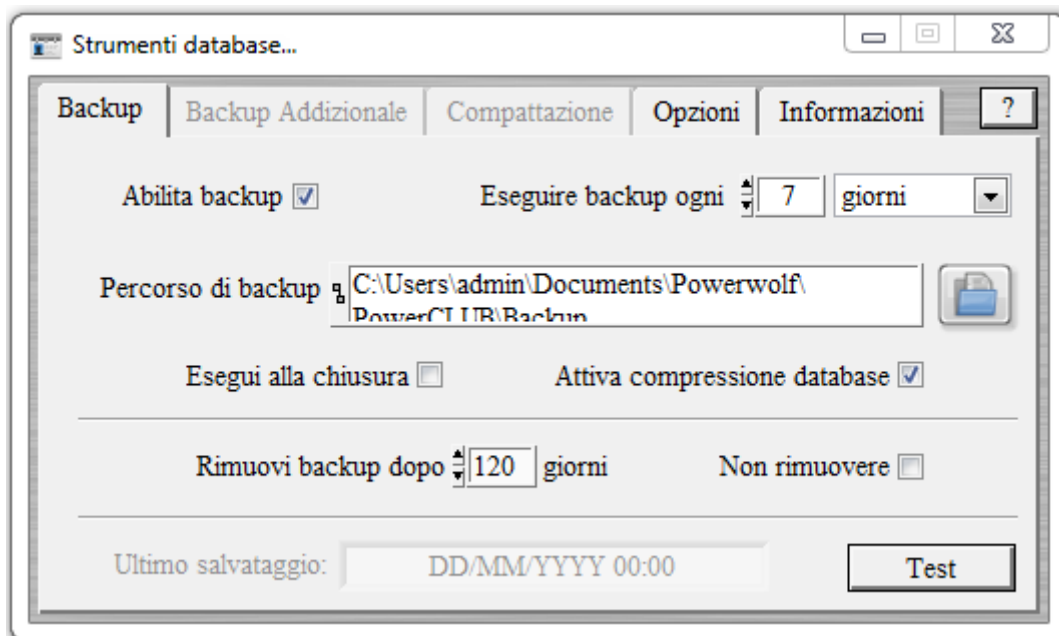 Strumenti database...
Backup Backup Addizionale Compattazione Opzioni Informazioni ?
Abilita backup Eseguire backup ogni 7 giorni
Percorso di backup C:\Users\admin\Documents\Powerwolf\
PowerCLUB\Backup
Esegui alla chiusura Attiva compressione database
Rimuovi backup dopo 120 giorni Non rimuovere
Ultimo salvataggio: DD/MM/YYYY 00:00 Test